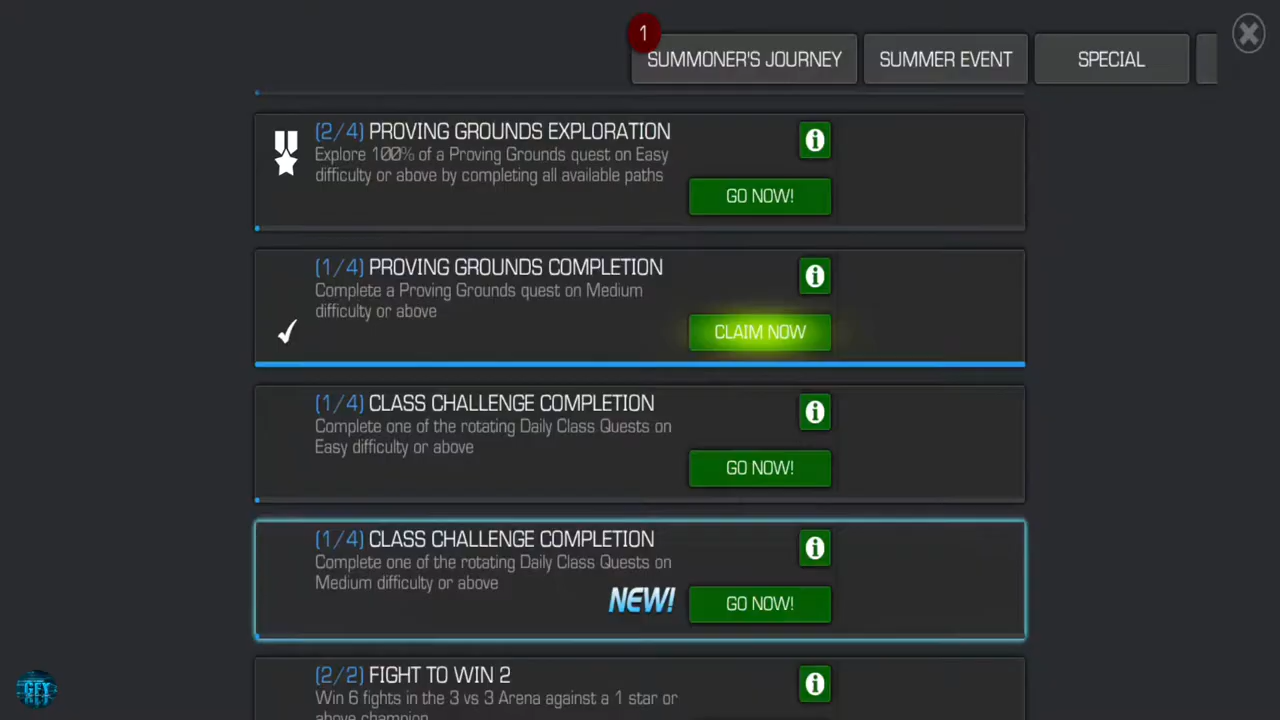 1
SUMMONER'S JOURNEY
SUMMER EVENT
SPECIAL
(2/4) PROVING GROUNDS EXPLORATION
Explore 100% of a Proving Grounds quest on Easy
difficulty or above by completing all available paths
GO NOW!
(1/4) PROVING GROUNDS COMPLETION
Complete a Proving Grounds quest on Medium
difficulty or above
CLAIM NOW
(1/4) CLASS CHALLENGE COMPLETION
Complete one of the rotating Daily Class Quests on
Easy difficulty or above
GO NOW!
(1/4) CLASS CHALLENGE COMPLETION
Complete one of the rotating Daily Class Quests on
Medium difficulty or above
NEW!
GO NOW!
(2/2) FIGHT TO WIN 2
Win 6 fights in the 3 vs 3 Arena against a 1 star or
above champion